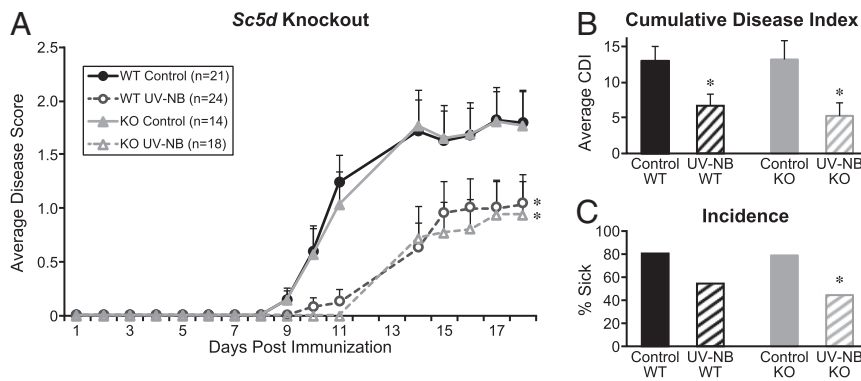 A
Sc5d Knockout
2.5
2.0
1.5
1.0
0.5
0
Average Disease Score
WT Control (n=21)
WT UV-NB (n=24)
KO Control (n=14)
KO UV-NB (n=18)
*
*
1 3 5 7 9 11 13 15 17
Days Post Immunization
B
Cumulative Disease Index
15
10
5
0
Average CDI
*
*
Control UV-NB Control UV-NB
WT WT KO KO
C
Incidence
100
80
60
40
20
0
% Sick
*
Control UV-NB Control UV-NB
WT WT KO KO